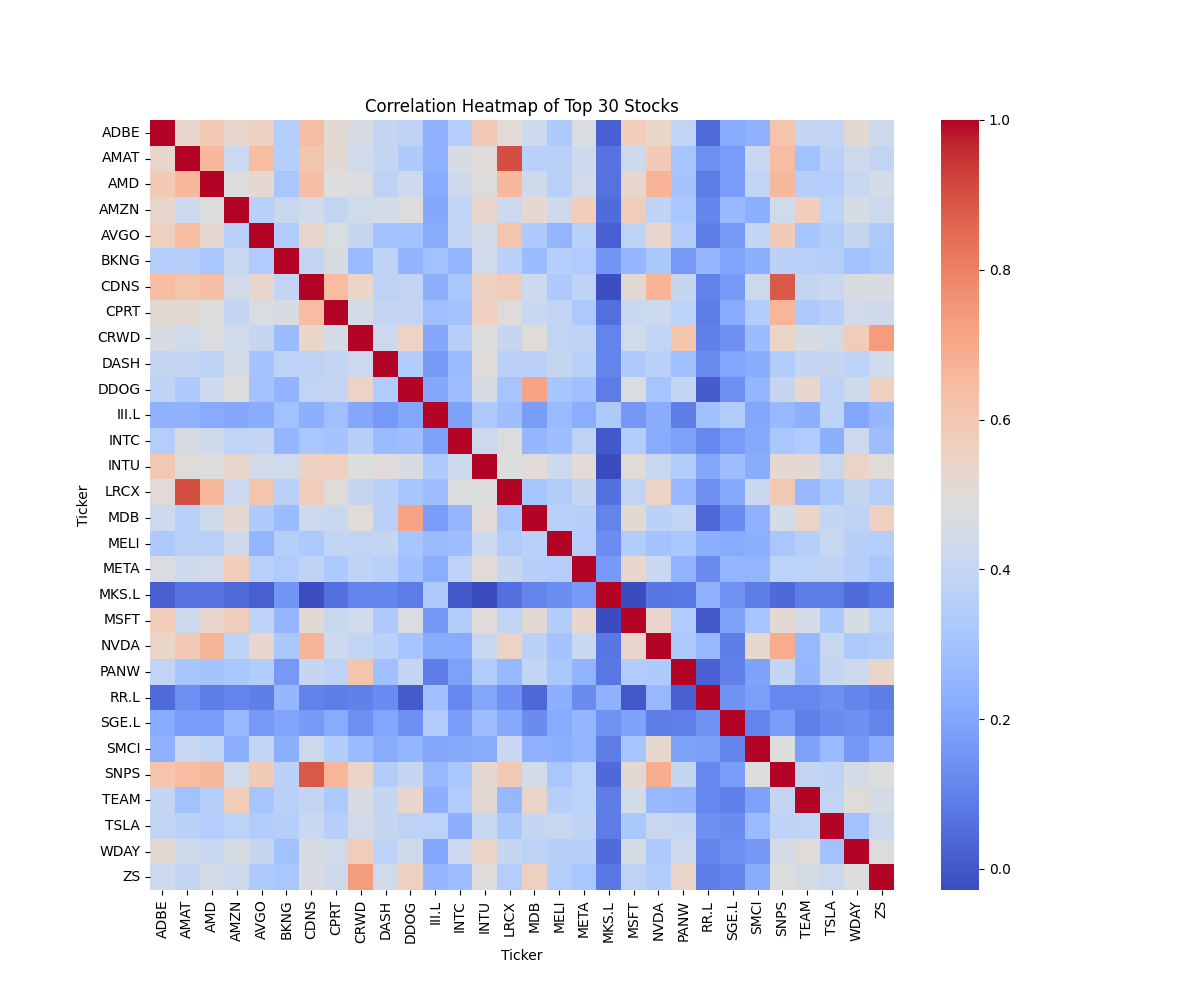 Correlation Heatmap of Top 30 Stocks
ADBE
AMAT
AMD
AMZN
AVGO
BKNG
CDNS
CPRT
CRWD
DASH
DDOG
III.L
INTC
INTU
LRCX
MDB
MELI
META
MKS.L
MSFT
NVDA
PANW
RR.L
SGE.L
SMCI
SNPS
TEAM
TSLA
WDAY
ZS
Ticker
ADBE
AMAT
AMD
AMZN
AVGO
BKNG
CDNS
CPRT
CRWD
DASH
DDOG
III.L
INTC
INTU
LRCX
MDB
MELI
META
MKS.L
MSFT
NVDA
PANW
RR.L
SGE.L
SMCI
SNPS
TEAM
TSLA
WDAY
ZS
Ticker
1.0
0.8
0.6
0.4
0.2
0.0